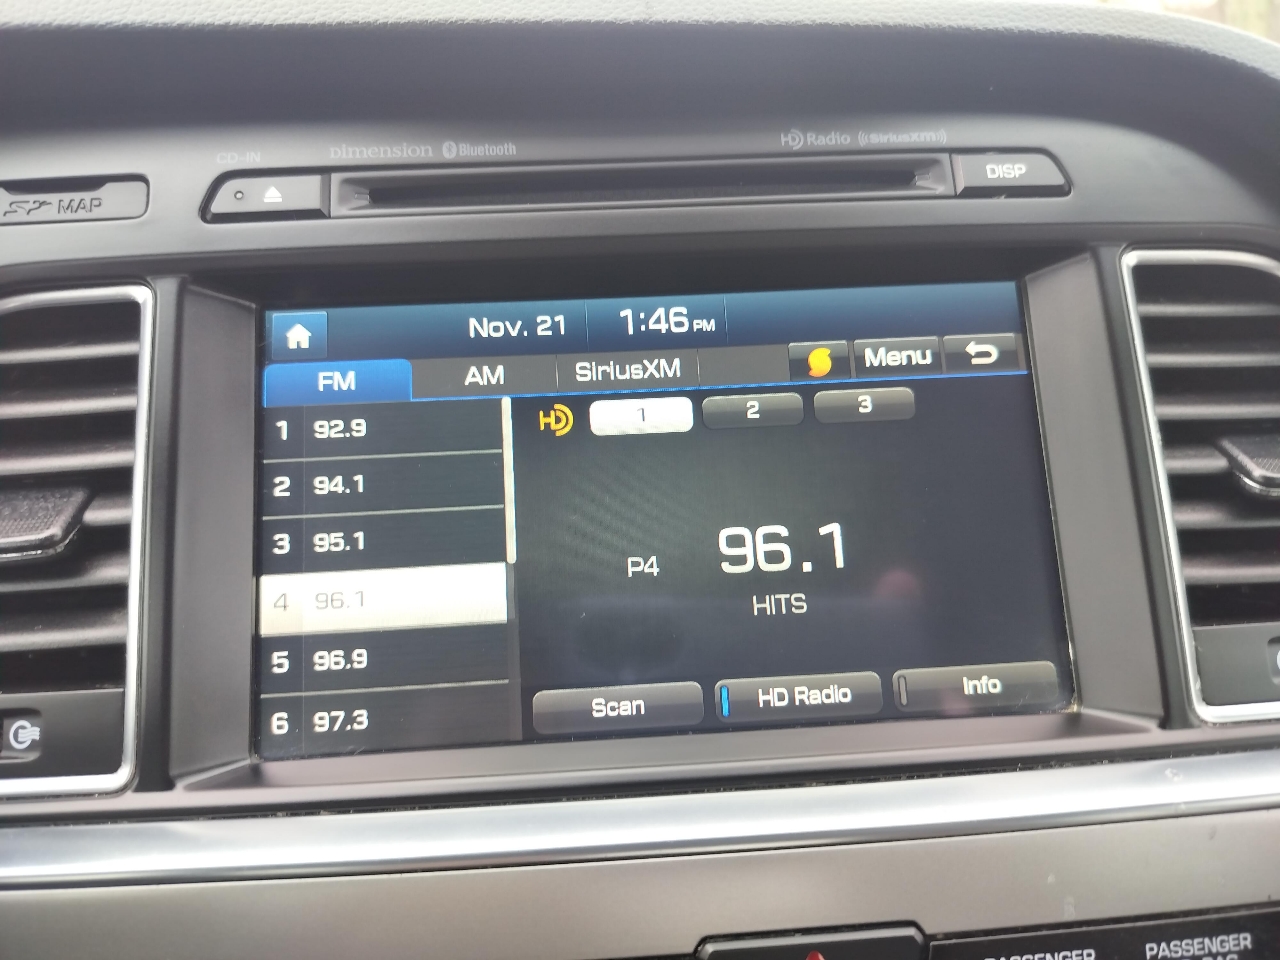 CD-IN
Dimension Bluetooth
HD Radio ((SiriusXM))
MAP
DISP
Nov. 21 1:46 PM
FM AM SiriusXM Menu
HD 1 2 3
1 92.9
2 94.1
3 95.1
4 96.1
5 96.9
6 97.3
P4 96.1
HITS
Scan HD Radio Info
PASSENGER
PASSENGER